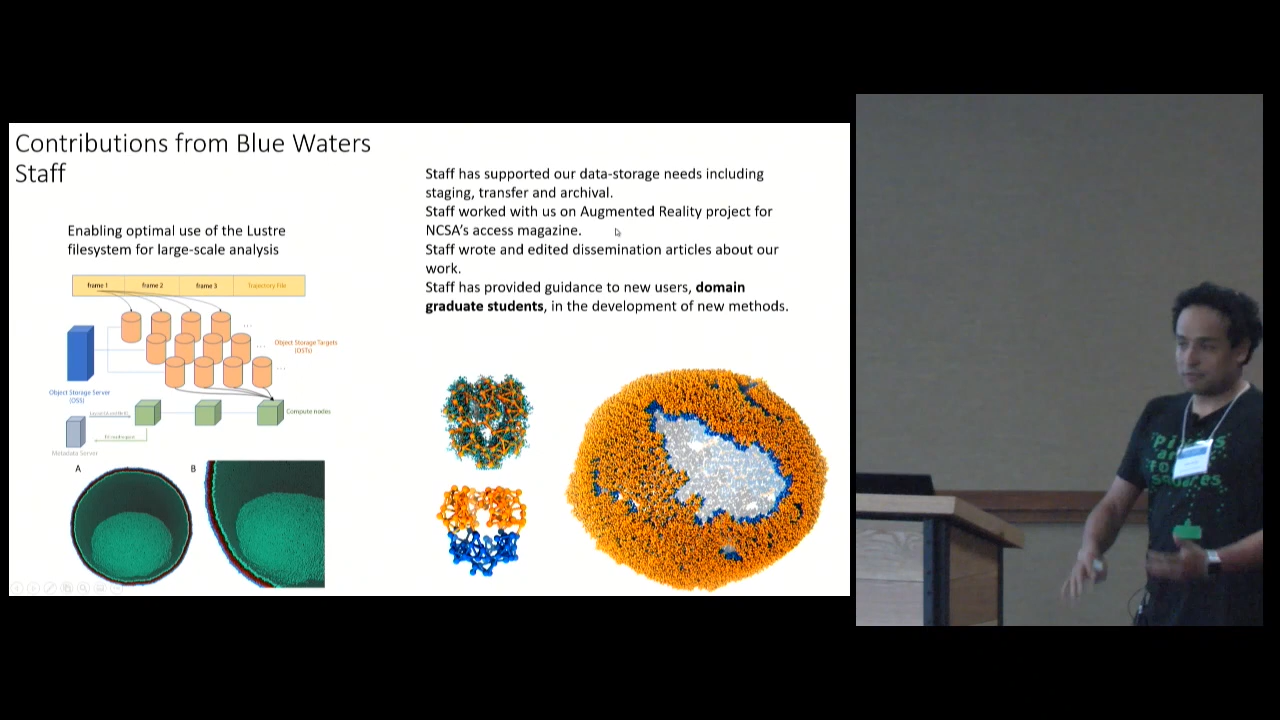 Contributions from Blue Waters
Staff
Enabling optimal use of the Lustre
filesystem for large-scale analysis
frame 1
frame 2
frame 3
Trajectory File
...
Object Storage Targets
(OSTs)
...
...
Object Storage Server
(OSS)
Compute nodes
Metadata Server
A
B
Staff has supported our data-storage needs including
staging, transfer and archival.
Staff worked with us on Augmented Reality project for
NCSA's access magazine.
Staff wrote and edited dissemination articles about our
work.
Staff has provided guidance to new users, domain
graduate students, in the development of new methods.